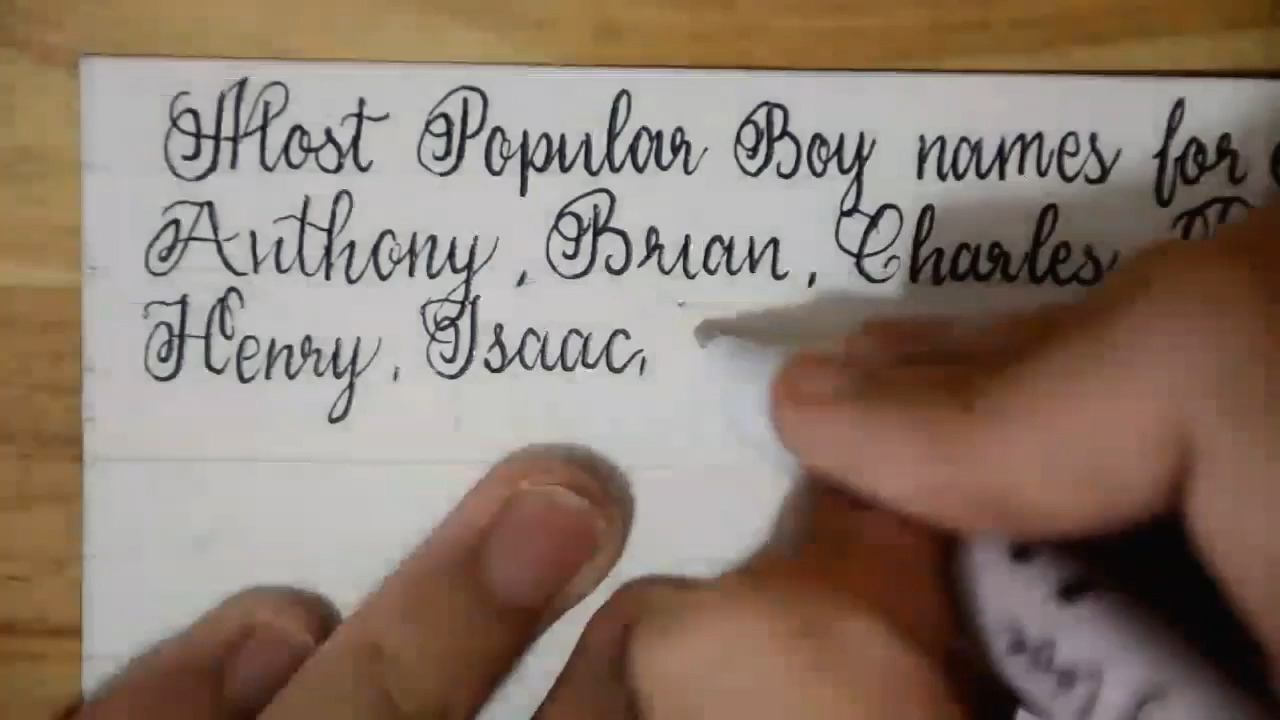 Most Popular Boy names for
Anthony, Brian, Charles
Henry, Isaac,